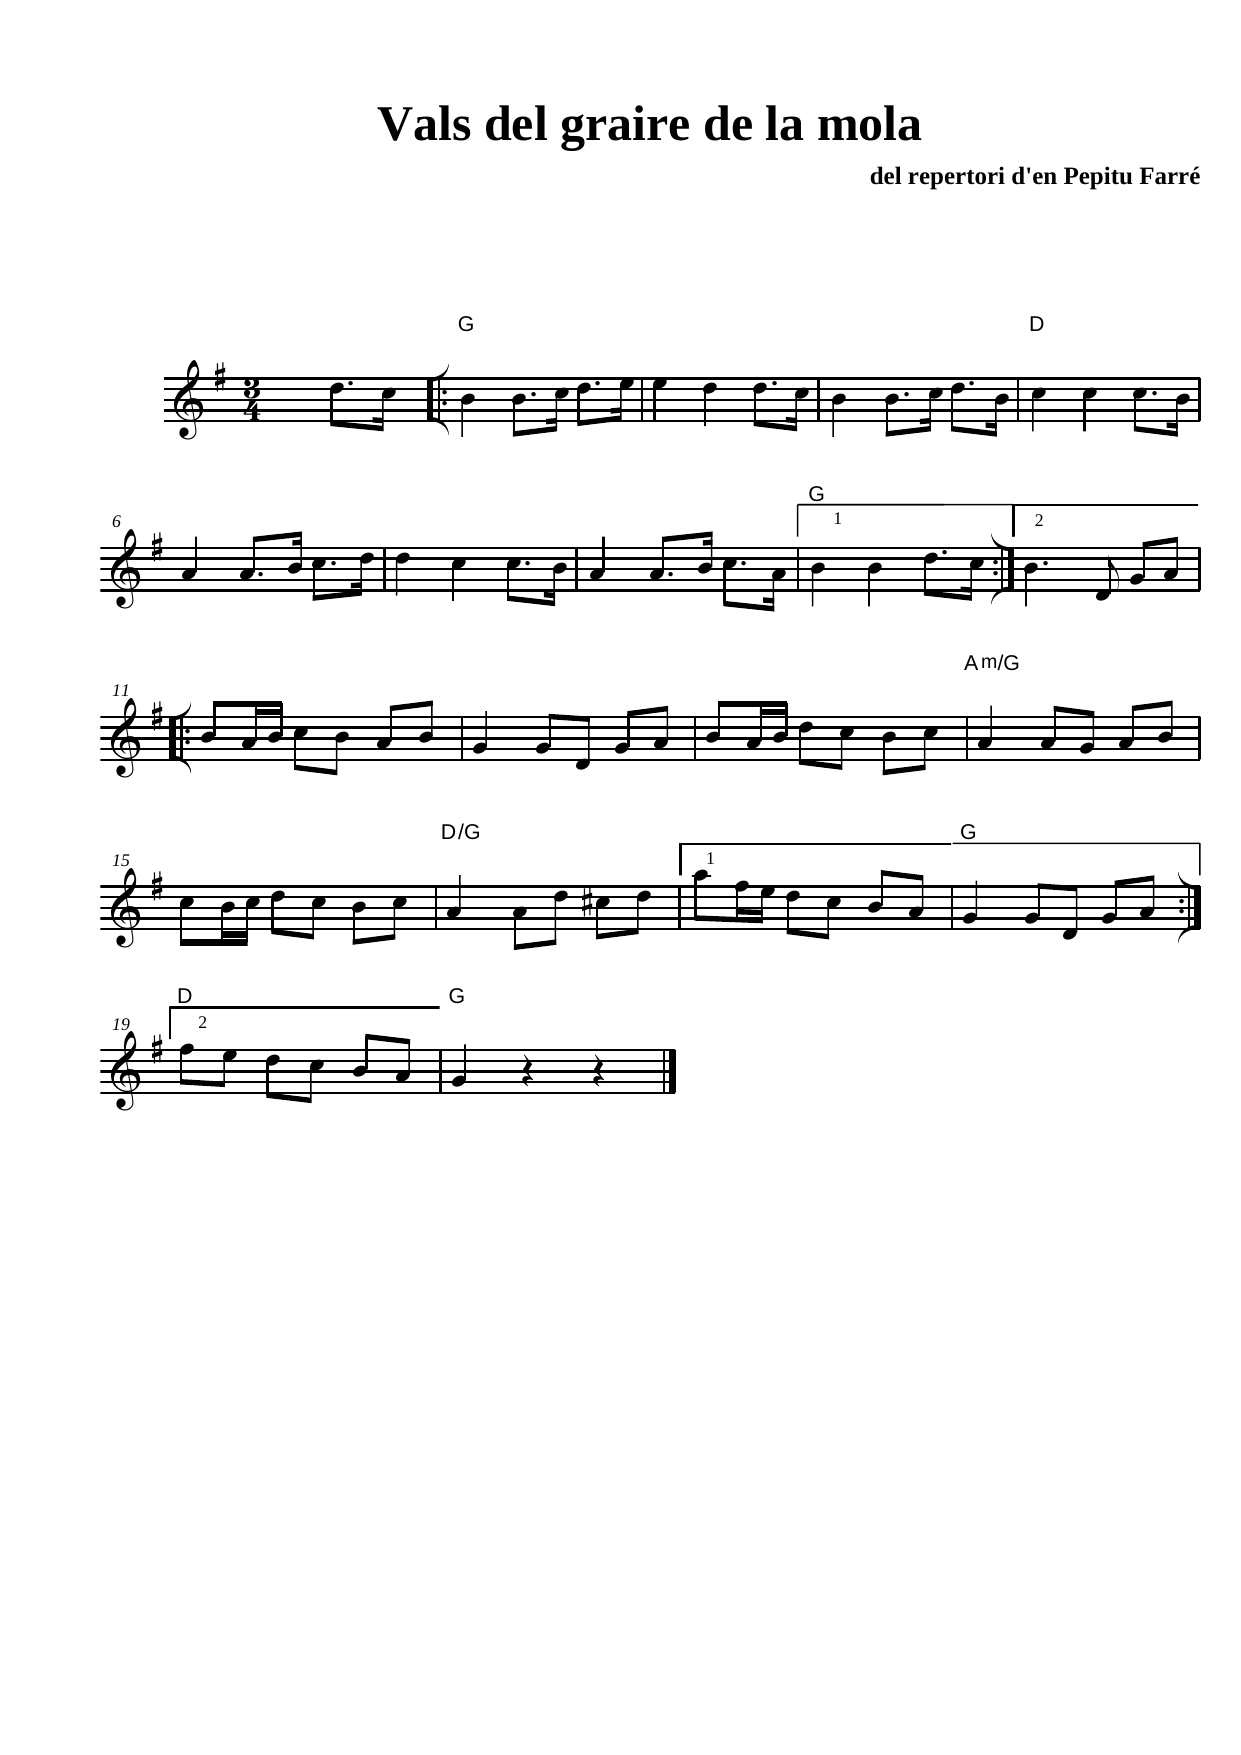 Vals del graire de la mola
del repertori d'en Pepitu Farré
G D
3
4
G
6 1 2
Am/G
11
D/G G
15 1
D G
19 2